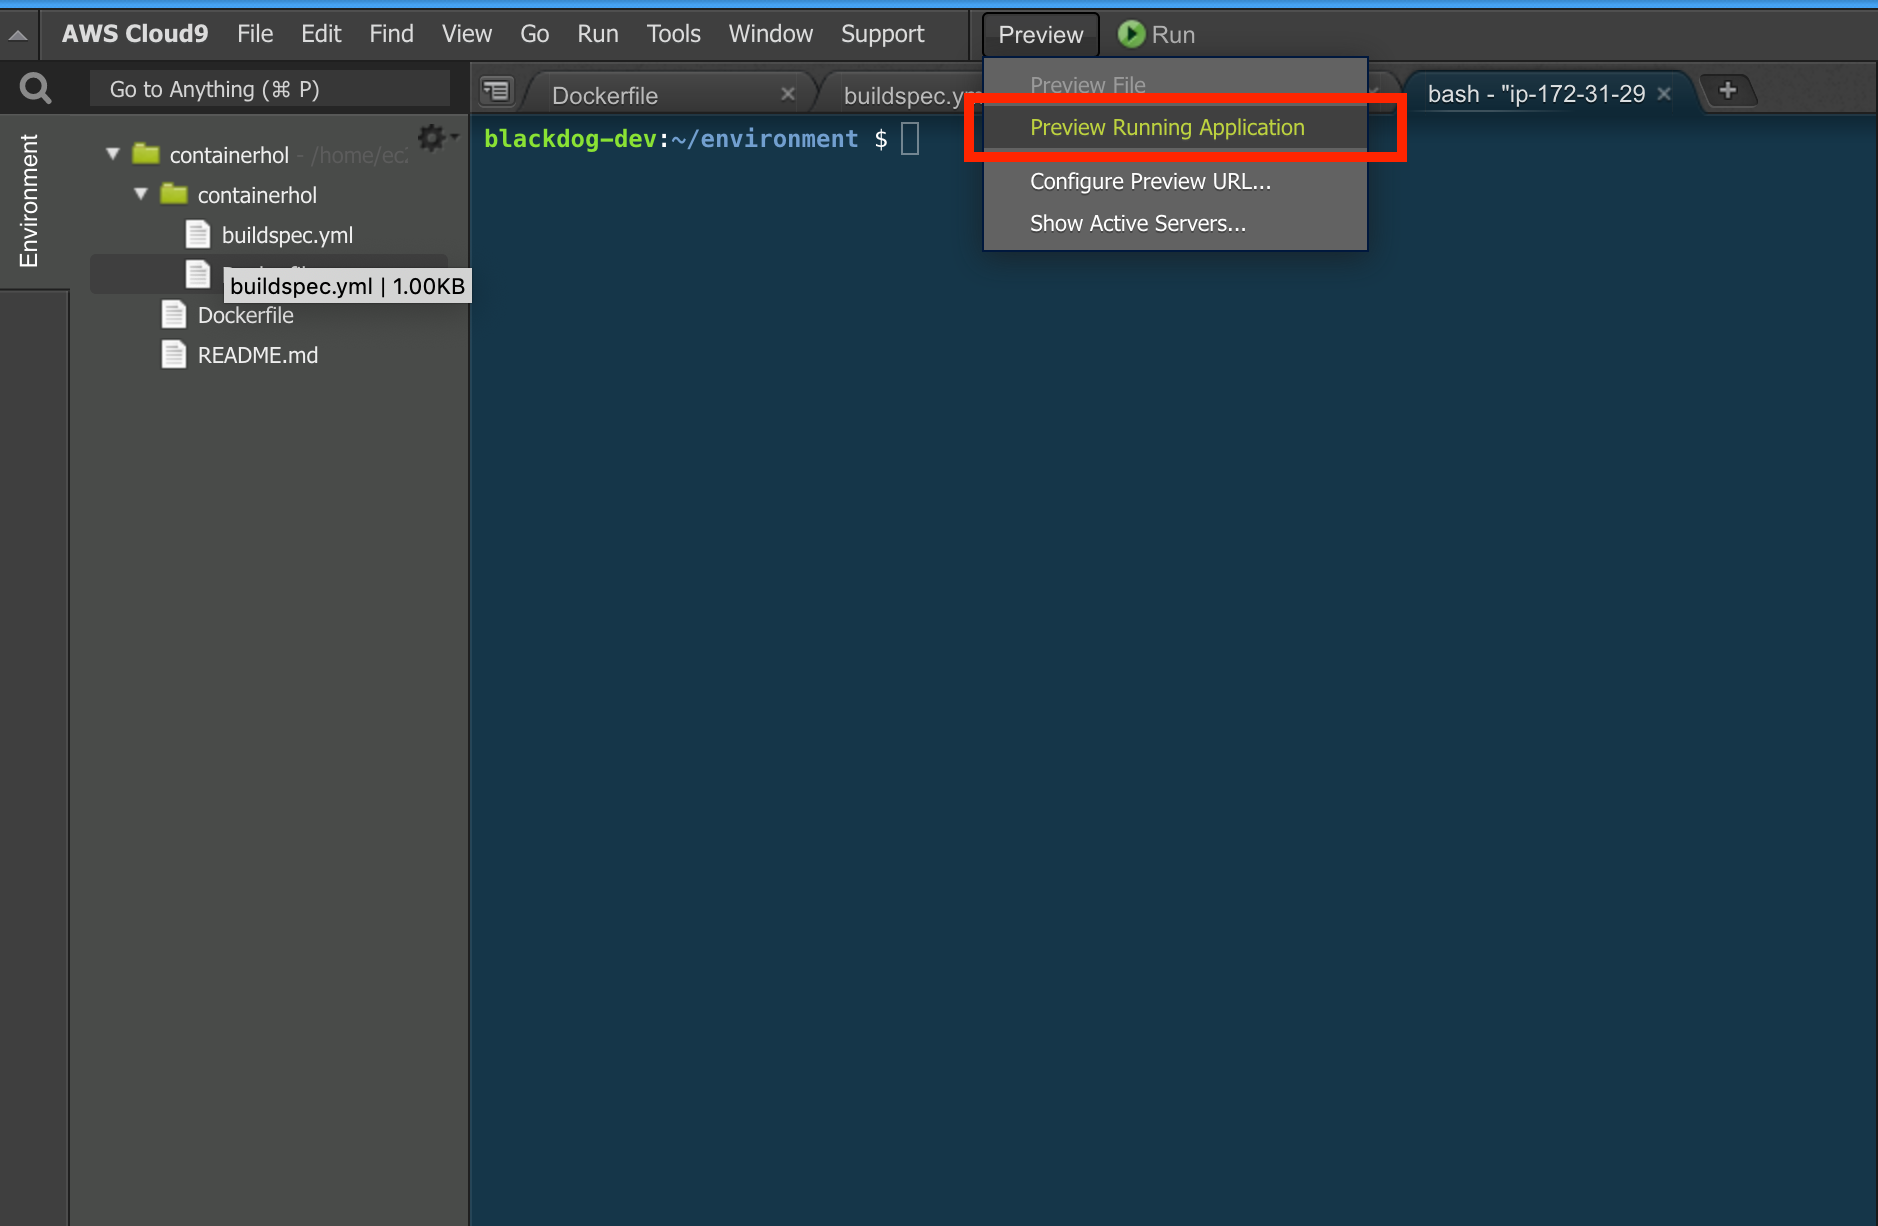 AWS Cloud9 File Edit Find View Go Run Tools Window Support Preview Run
Go to Anything (⌘ P)
Dockerfile
buildspec.ym
bash - "ip-172-31-29
Preview File
Preview Running Application
Configure Preview URL...
Show Active Servers...
Environment
containerhol - /home/ec
containerhol
buildspec.yml
buildspec.yml | 1.00KB
Dockerfile
README.md
blackdog-dev:~/environment $